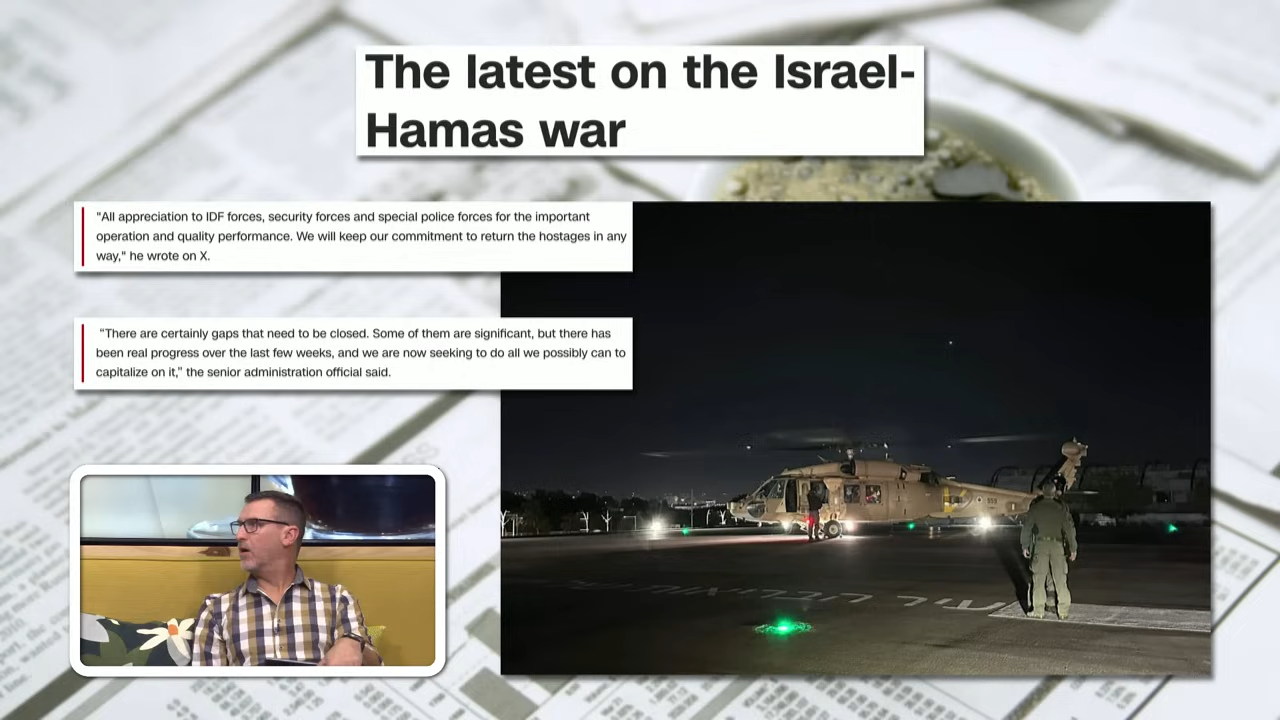 The latest on the Israel-
Hamas war
"All appreciation to IDF forces, security forces and special police forces for the important
operation and quality performance. We will keep our commitment to return the hostages in any
way," he wrote on X.
"There are certainly gaps that need to be closed. Some of them are significant, but there has
been real progress over the last few weeks, and we are now seeking to do all we possibly can to
capitalize on it," the senior administration official said.